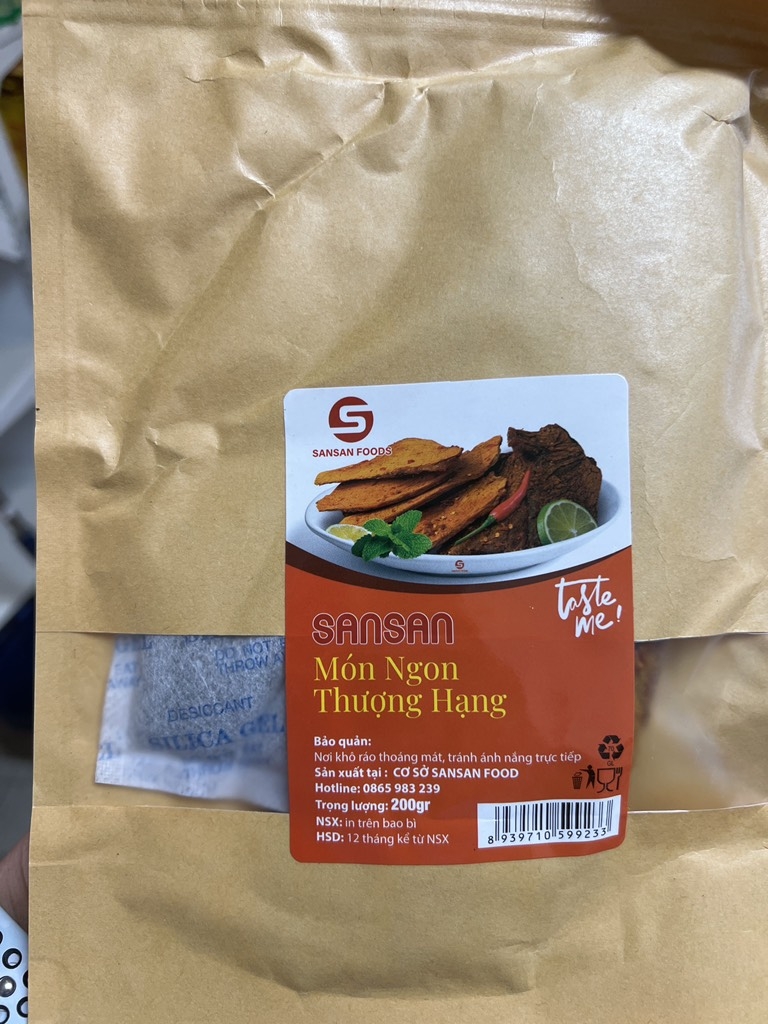 SANSAN FOODS
taste
me!
SANSAN
Món Ngon
Thượng Hạng
DO NOT
THROW A
DESICCANT
SILICA GEL
Bảo quản:
Nơi khô ráo thoáng mát, tránh ánh nắng trực tiếp
Sản xuất tại : CƠ SỞ SANSAN FOOD
Hotline: 0865 983 239
Trọng lượng: 200gr
NSX: in trên bao bì
HSD: 12 tháng kể từ NSX
8 939710 599233